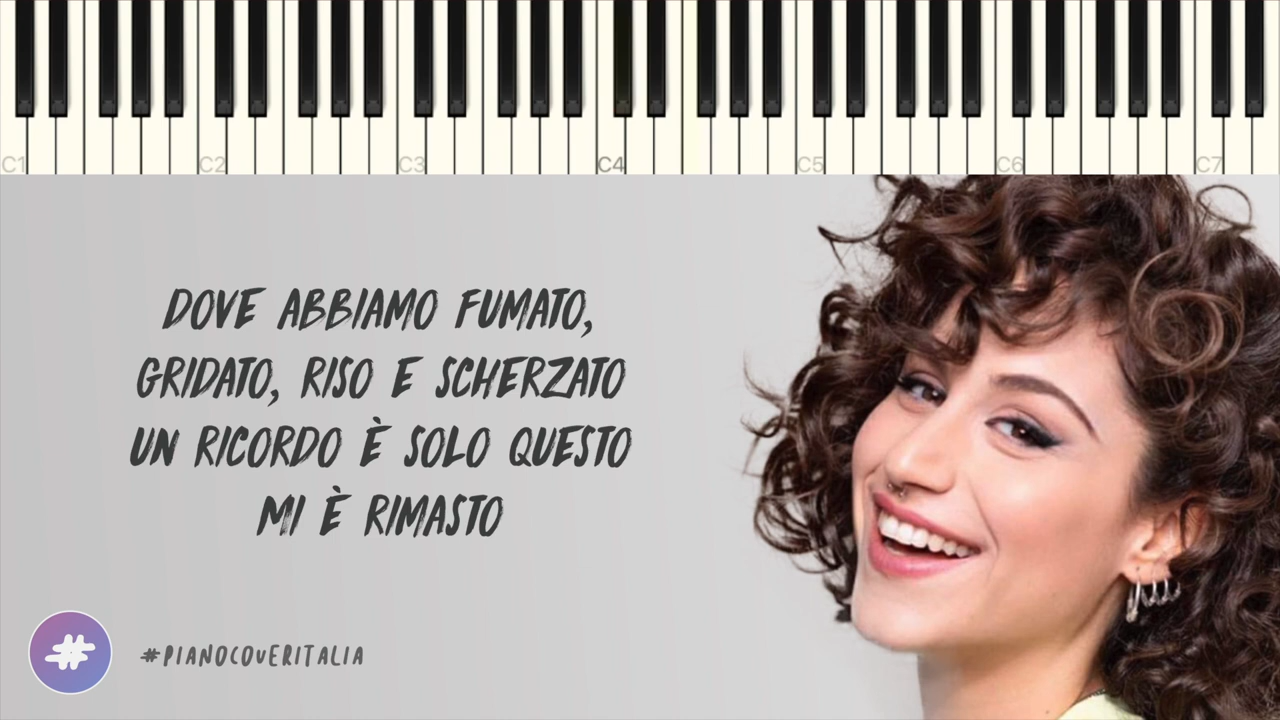 C1 C2 C3 C4 C5 C6 C7
DOVE ABBIAMO FUMATO,
GRIDATO, RISO E SCHERZATO
UN RICORDO È SOLO QUESTO
MI È RIMASTO
#PIANOCOVERITALIA